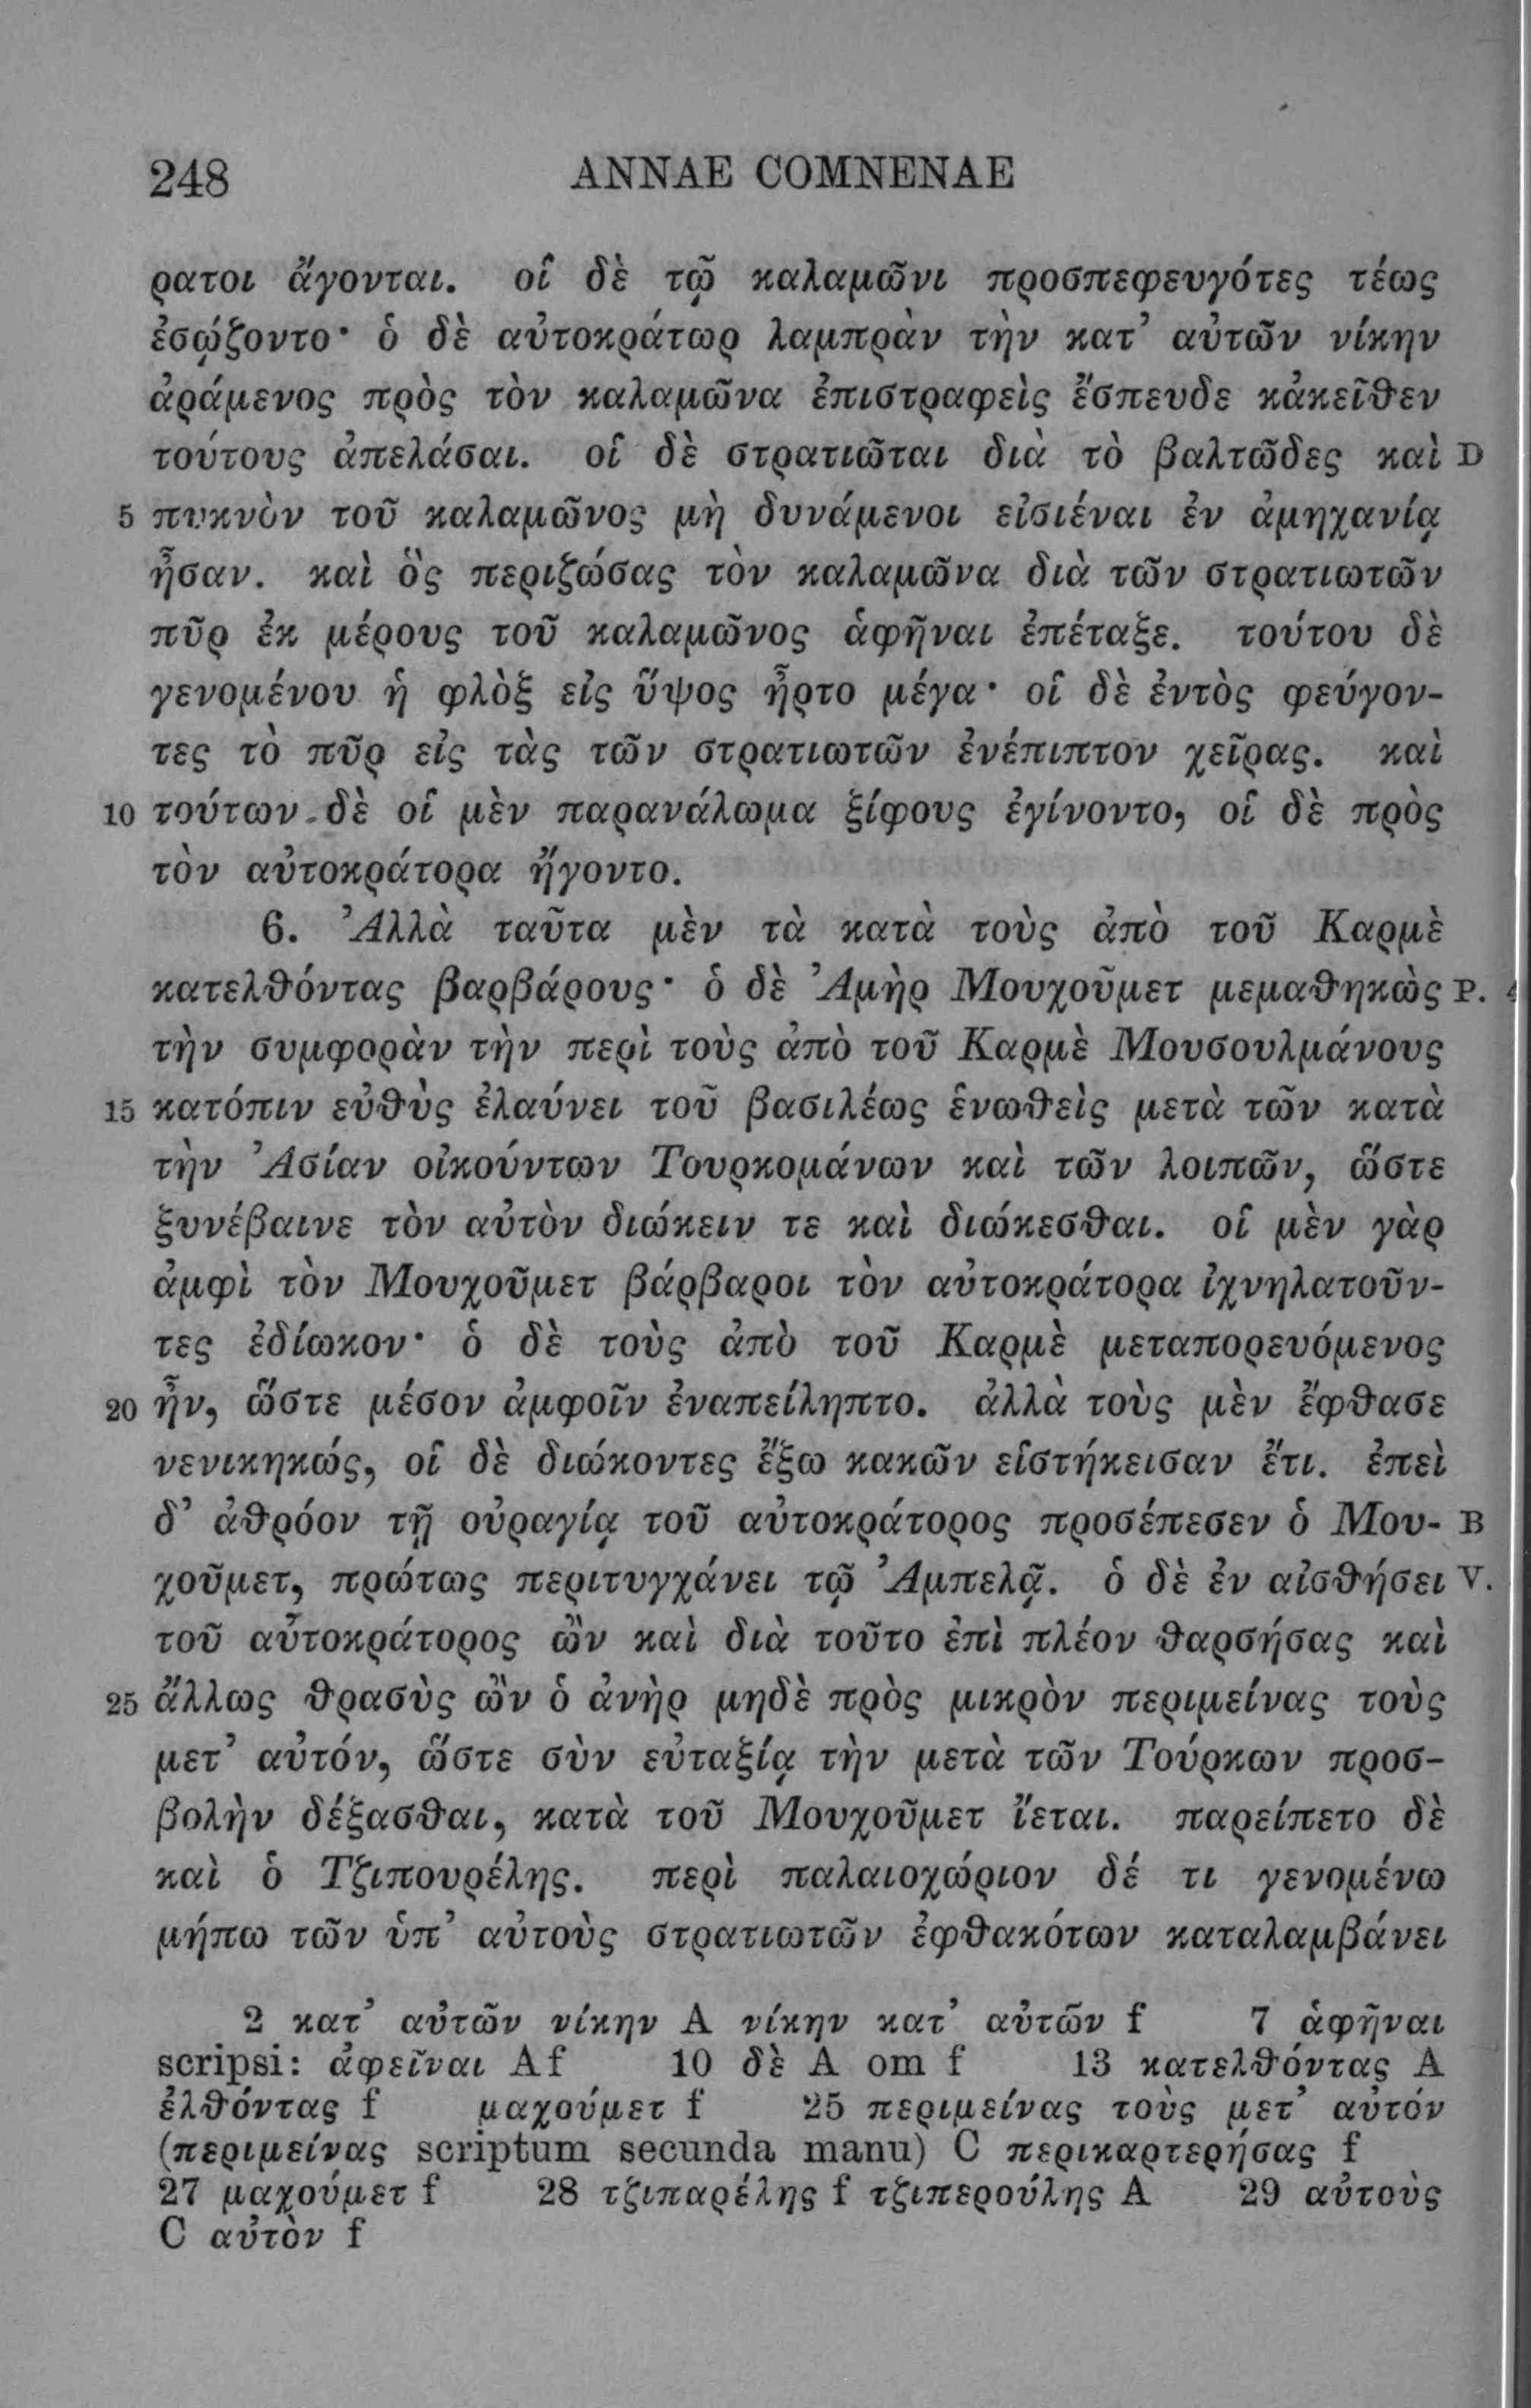 248 ANNAE COMNENAE
ρατοι ἄγονται. οἱ δὲ τῷ καλαμῶνι προσπεφευγότες τέως
ἐσῴζοντο· ὁ δὲ αὐτοκράτωρ λαμπρὰν τὴν κατ’ αὐτῶν νίκην
ἀράμενος πρὸς τὸν καλαμῶνα ἐπιστραφεὶς ἔσπευδε κἀκεῖθεν
τούτους ἀπελάσαι. οἱ δὲ στρατιῶται διὰ τὸ βαλτῶδες καὶ D
5 πυκνὸν τοῦ καλαμῶνος μὴ δυνάμενοι εἰσιέναι ἐν ἀμηχανίᾳ
ἦσαν. καὶ ὃς περιζώσας τὸν καλαμῶνα διὰ τῶν στρατιωτῶν
πῦρ ἐκ μέρους τοῦ καλαμῶνος ἁφῆναι ἐπέταξε. τούτου δὲ
γενομένου ἡ φλὸξ εἰς ὕψος ἦρτο μέγα· οἱ δὲ ἐντὸς φεύγον-
τες τὸ πῦρ εἰς τὰς τῶν στρατιωτῶν ἐνέπιπτον χεῖρας. καὶ
10 τούτων δὲ οἱ μὲν παρανάλωμα ξίφους ἐγίνοντο, οἱ δὲ πρὸς
τὸν αὐτοκράτορα ἤγοντο.
6. Ἀλλὰ ταῦτα μὲν τὰ κατὰ τοὺς ἀπὸ τοῦ Καρμὲ
κατελθόντας βαρβάρους· ὁ δὲ Ἀμὴρ Μουχοῦμετ μεμαθηκὼς P.
τὴν συμφορὰν τὴν περὶ τοὺς ἀπὸ τοῦ Καρμὲ Μουσουλμάνους
15 κατόπιν εὐθὺς ἐλαύνει τοῦ βασιλέως ἑνωθεὶς μετὰ τῶν κατὰ
τὴν Ἀσίαν οἰκούντων Τουρκομάνων καὶ τῶν λοιπῶν, ὥστε
ξυνέβαινε τὸν αὐτὸν διώκειν τε καὶ διώκεσθαι. οἱ μὲν γὰρ
ἀμφὶ τὸν Μουχοῦμετ βάρβαροι τὸν αὐτοκράτορα ἰχνηλατοῦν-
τες ἐδίωκον· ὁ δὲ τοὺς ἀπὸ τοῦ Καρμὲ μεταπορευόμενος
20 ἦν, ὥστε μέσον ἀμφοῖν ἐναπείληπτο. ἀλλὰ τοὺς μὲν ἔφθασε
νενικηκώς, οἱ δὲ διώκοντες ἔξω κακῶν εἱστήκεισαν ἔτι. ἐπεὶ
δ’ ἀθρόον τῇ οὐραγίᾳ τοῦ αὐτοκράτορος προσέπεσεν ὁ Μου- B
χοῦμετ, πρώτως περιτυγχάνει τῷ Ἀμπελᾷ. ὁ δὲ ἐν αἰσθήσει V.
τοῦ αὐτοκράτορος ὢν καὶ διὰ τοῦτο ἐπὶ πλέον θαρσήσας καὶ
25 ἄλλως θρασὺς ὢν ὁ ἀνὴρ μηδὲ πρὸς μικρὸν περιμείνας τοὺς
μετ’ αὐτόν, ὥστε σὺν εὐταξίᾳ τὴν μετὰ τῶν Τούρκων προσ-
βολὴν δέξασθαι, κατὰ τοῦ Μουχοῦμετ ἵεται. παρείπετο δὲ
καὶ ὁ Τζιπουρέλης. περὶ παλαιοχώριον δέ τι γενομένω
μήπω τῶν ὑπ’ αὐτοὺς στρατιωτῶν ἐφθακότων καταλαμβάνει
2 κατ’ αὐτῶν νίκην A νίκην κατ’ αὐτῶν f 7 ἁφῆναι
scripsi: ἀφεῖναι Af 10 δὲ A om f 13 κατελθόντας A
ἐλθόντας f μαχούμετ f 25 περιμείνας τοὺς μετ’ αὐτόν
(περιμείνας scriptum secunda manu) C περικαρτερήσας f
27 μαχούμετ f 28 τζιπαρέλης f τζιπερούλης A 29 αὐτοὺς
C αὐτὸν f